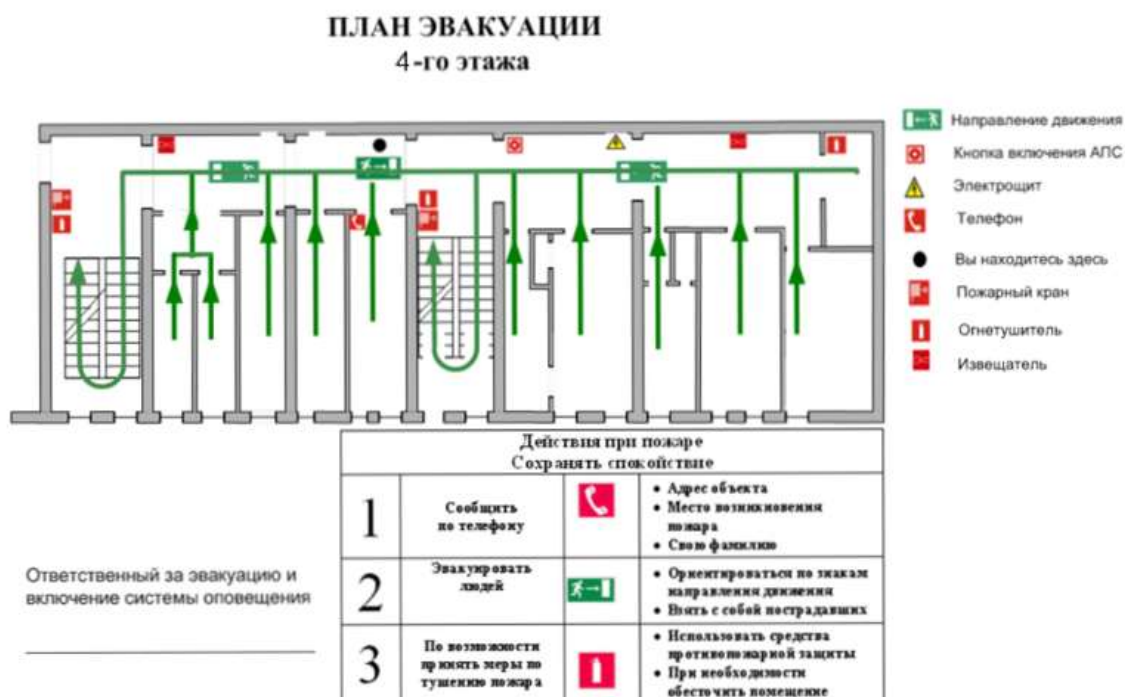 ПЛАН ЭВАКУАЦИИ
4-го этажа
Направление движения
Кнопка включения АПС
Электрощит
Телефон
Вы находитесь здесь
Пожарный кран
Огнетушитель
Извещатель
Действия при пожаре
Сохранять спокойствие
1
Сообщить
по телефону
• Адрес объекта
• Место возникновения
пожара
• Свою фамилию
2
Эвакуировать
людей
• Ориентироваться по знакам
направления движения
• Взять с собой пострадавших
3
По возможности
принять меры по
тушению пожара
• Использовать средства
противопожарной защиты
• При необходимости
обесточить помещение
Ответственный за эвакуацию и
включение системы оповещения